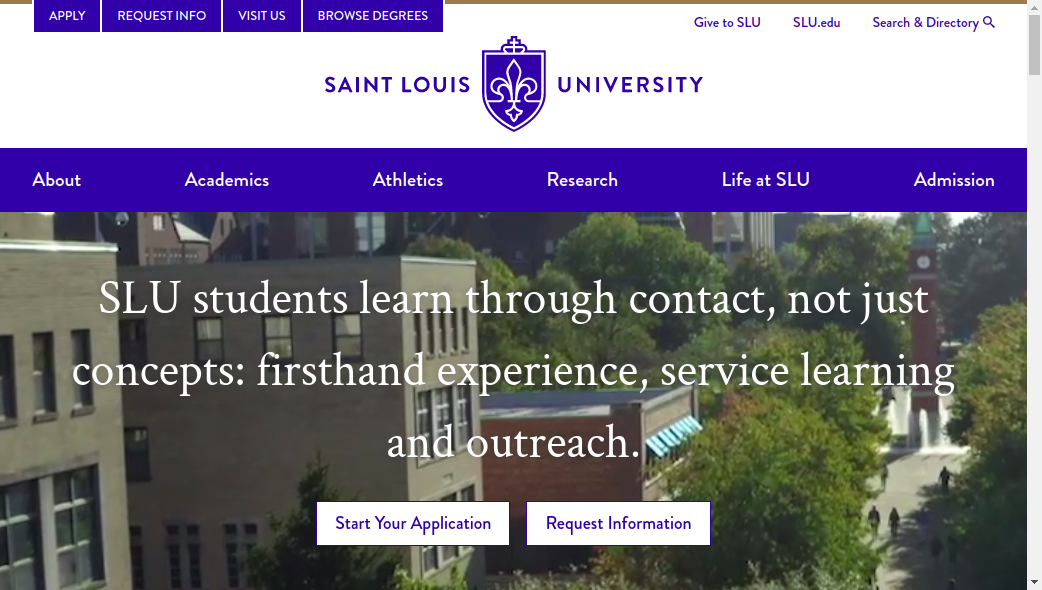 APPLY REQUEST INFO VISIT US BROWSE DEGREES
Give to SLU SLU.edu Search & Directory
SAINT LOUIS UNIVERSITY
About Academics Athletics Research Life at SLU Admission
SLU students learn through contact, not just
concepts: firsthand experience, service learning
and outreach.
Start Your Application Request Information